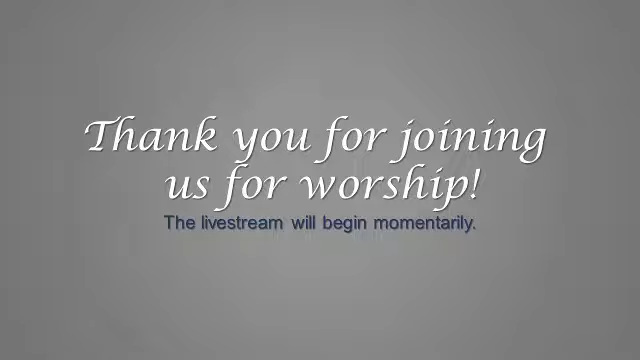 Thank you for joining
us for worship!
The livestream will begin momentarily.